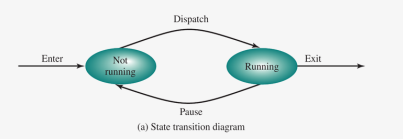 Dispatch
Enter
Not
running
Running
Exit
Pause
(a) State transition diagram